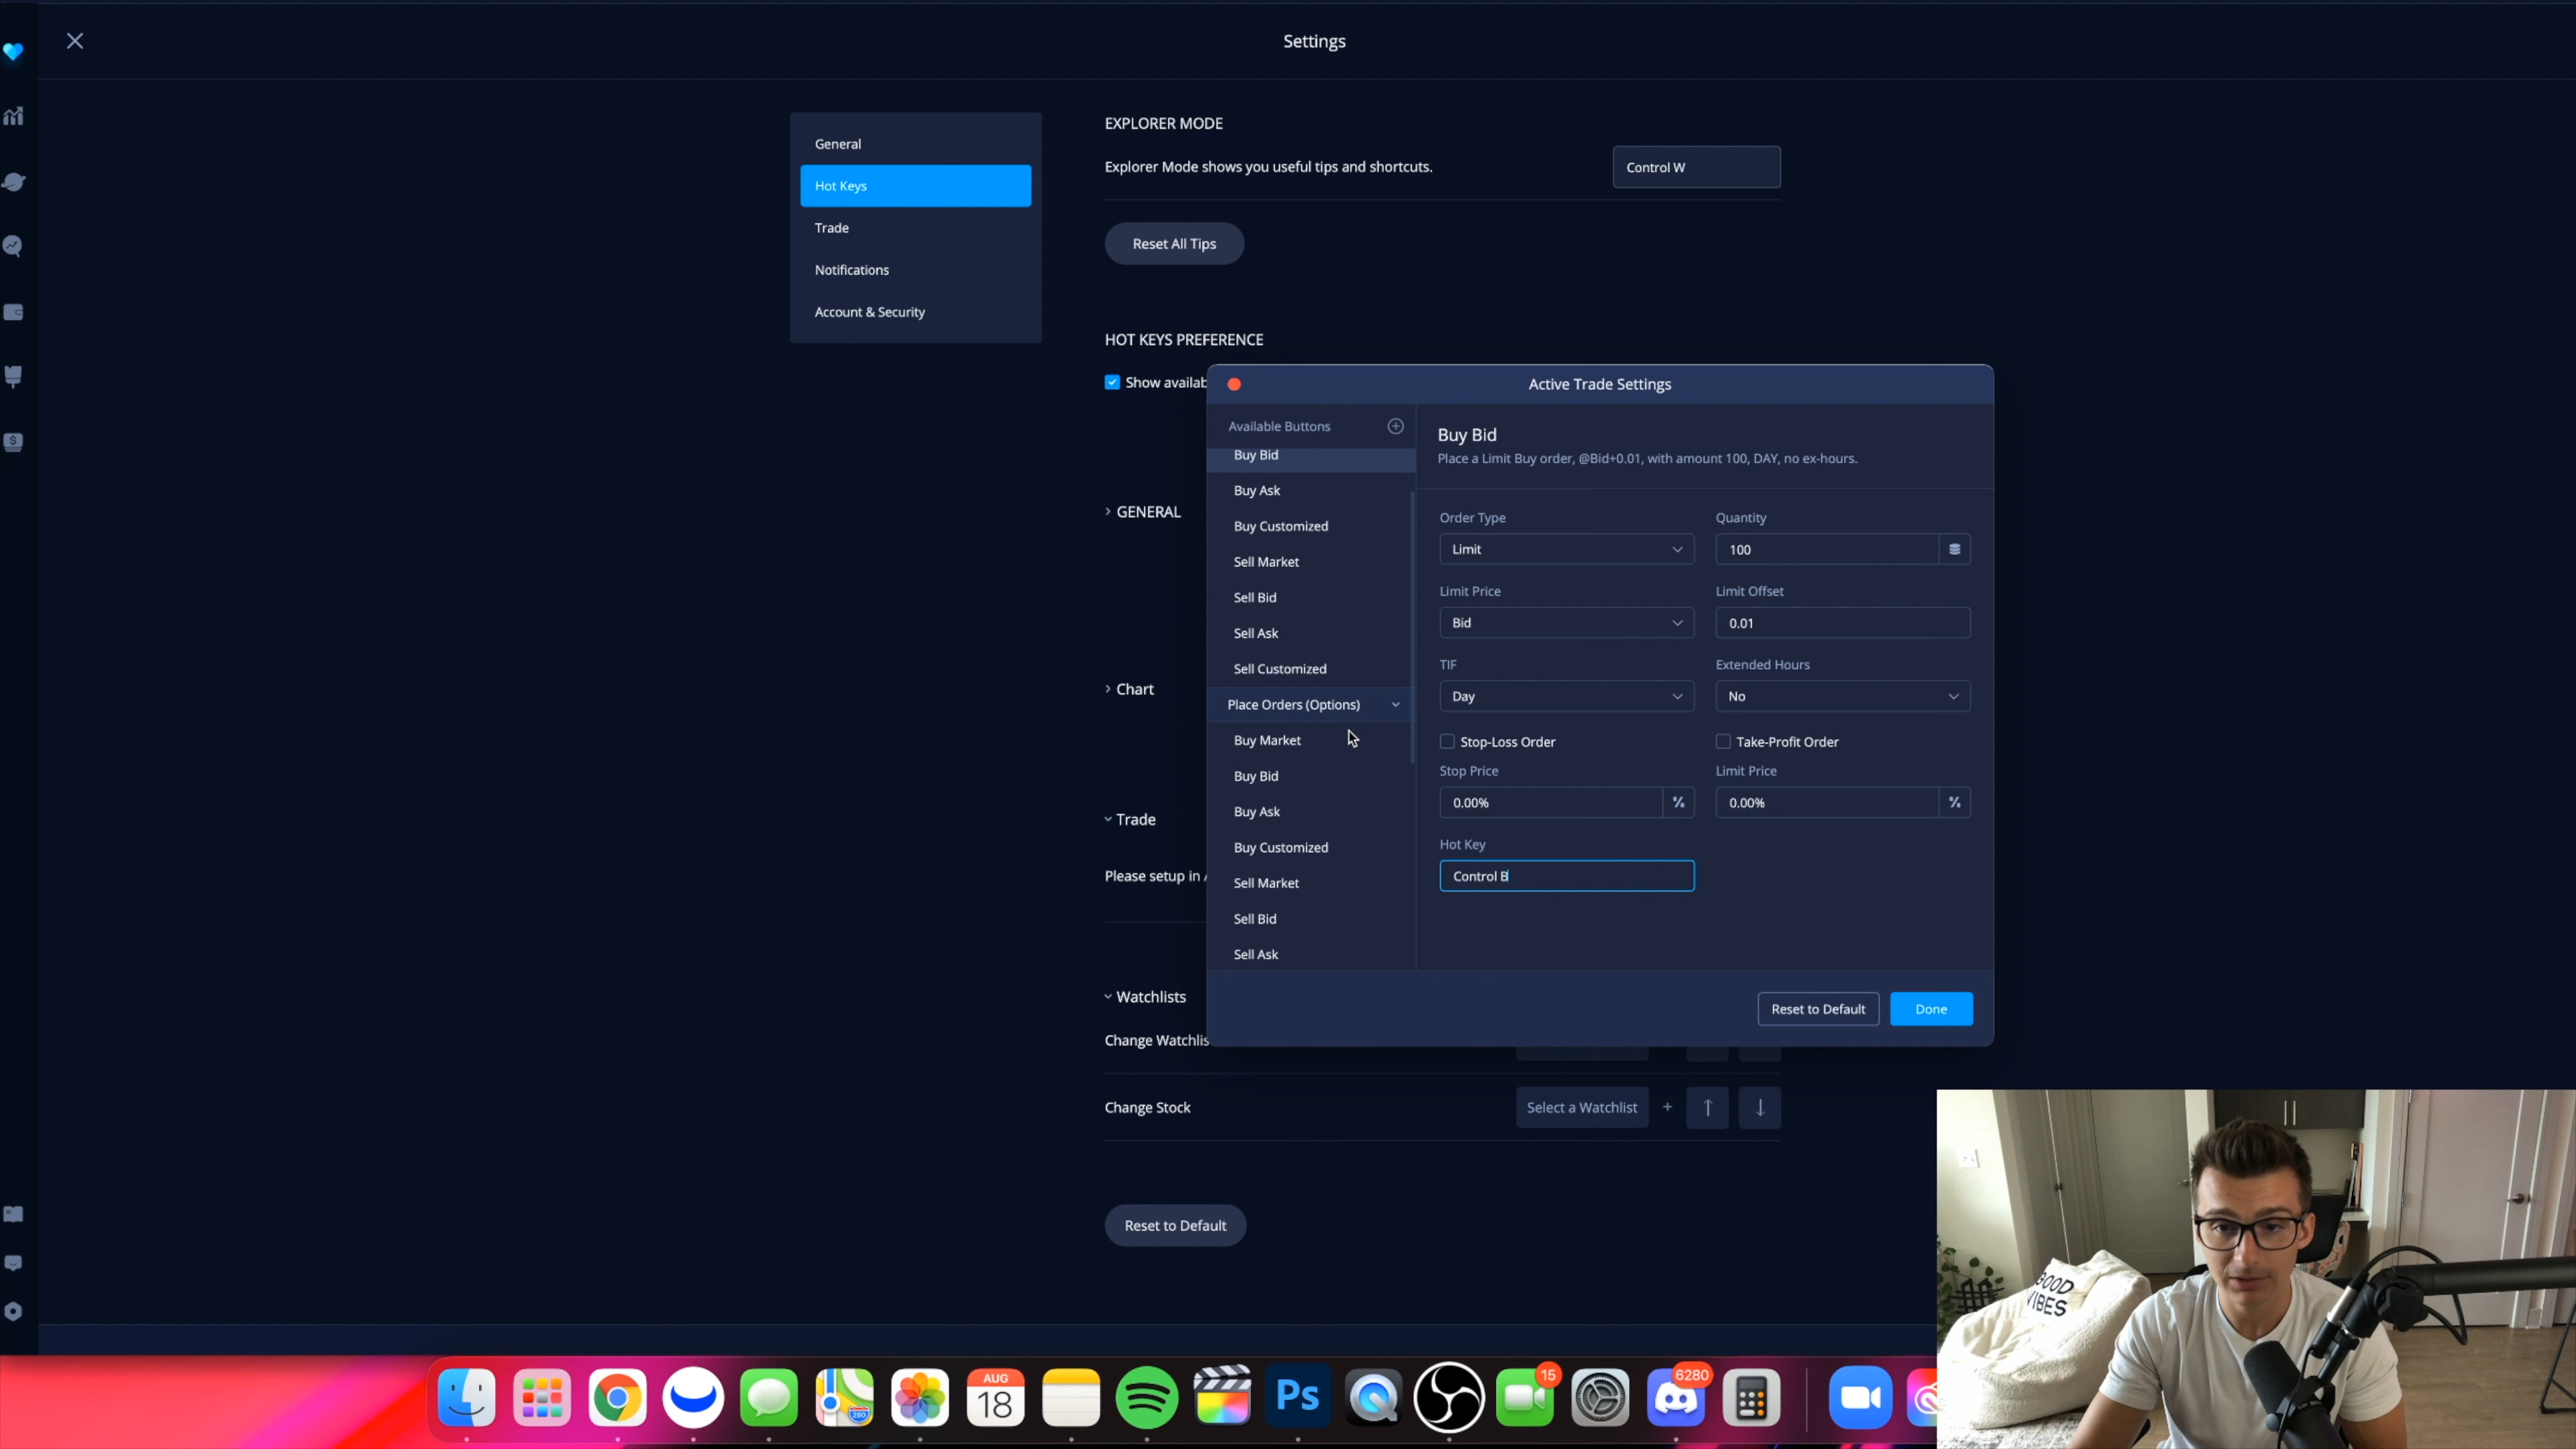 Settings
General
Hot Keys
Trade
Notifications
Account & Security
EXPLORER MODE
Explorer Mode shows you useful tips and shortcuts.
Control W
Reset All Tips
HOT KEYS PREFERENCE
Show availab
GENERAL
Chart
Trade
Please setup in
Watchlists
Change Watchlis
Change Stock
Select a Watchlist
+
Reset to Default
Active Trade Settings
Available Buttons
Buy Bid
Buy Ask
Buy Customized
Sell Market
Sell Bid
Sell Ask
Sell Customized
Place Orders (Options)
Buy Market
Buy Bid
Buy Ask
Buy Customized
Sell Market
Sell Bid
Sell Ask
Buy Bid
Place a Limit Buy order, @Bid+0.01, with amount 100, DAY, no ex-hours.
Order Type
Quantity
Limit
100
Limit Price
Limit Offset
Bid
0.01
TIF
Extended Hours
Day
No
Stop-Loss Order
Take-Profit Order
Stop Price
Limit Price
0.00%
%
0.00%
%
Hot Key
Control B
Reset to Default
Done
GOOD
VIBES
AUG
18
280
Ps
15
6280